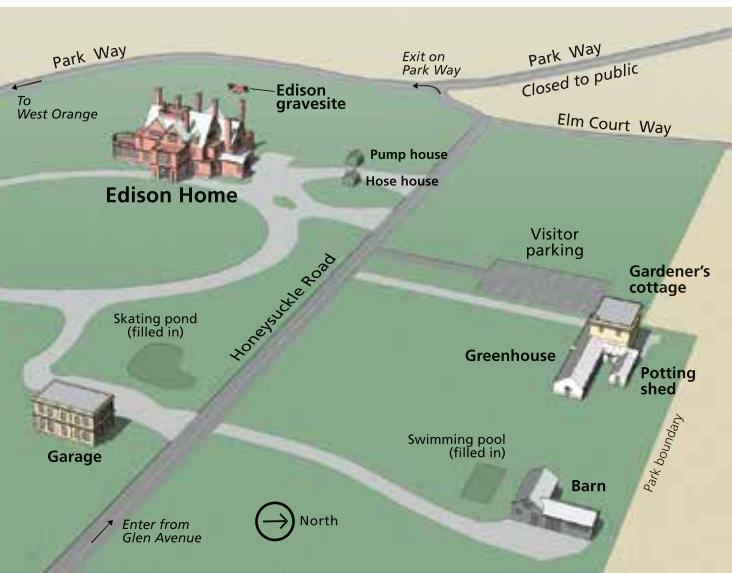 Park Way
To
West Orange
Exit on
Park Way
Park Way
Closed to public
Elm Court Way
Edison
gravesite
Edison Home
Pump house
Hose house
Visitor
parking
Gardener's
cottage
Honeysuckle Road
Skating pond
(filled in)
Greenhouse
Potting
shed
Garage
Swimming pool
(filled in)
Barn
Park boundary
Enter from
Glen Avenue
North